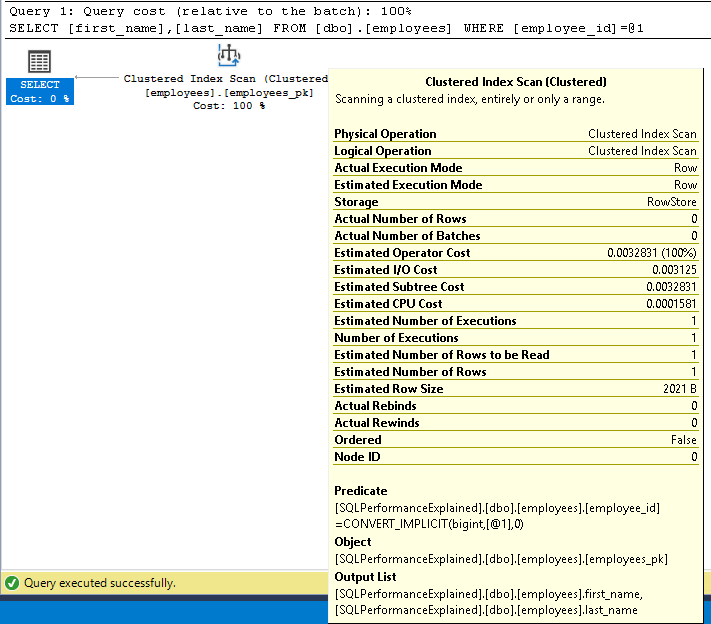 Query 1: Query cost (relative to the batch): 100%
SELECT [first_name],[last_name] FROM [dbo].[employees] WHERE [employee_id]=@1
SELECT
Cost: 0 %
Clustered Index Scan (Clustered
[employees].[employees_pk]
Cost: 100 %
Clustered Index Scan (Clustered)
Scanning a clustered index, entirely or only a range.
Physical Operation Clustered Index Scan
Logical Operation Clustered Index Scan
Actual Execution Mode Row
Estimated Execution Mode Row
Storage RowStore
Actual Number of Rows 0
Actual Number of Batches 0
Estimated Operator Cost 0.0032831 (100%)
Estimated I/O Cost 0.003125
Estimated Subtree Cost 0.0032831
Estimated CPU Cost 0.0001581
Estimated Number of Executions 1
Number of Executions 1
Estimated Number of Rows to be Read 1
Estimated Number of Rows 1
Estimated Row Size 2021 B
Actual Rebinds 0
Actual Rewinds 0
Ordered False
Node ID 0
Predicate
[SQLPerformanceExplained].[dbo].[employees].[employee_id]
=CONVERT_IMPLICIT(bigint,[@1],0)
Object
[SQLPerformanceExplained].[dbo].[employees].[employees_pk]
Output List
[SQLPerformanceExplained].[dbo].[employees].first_name,
[SQLPerformanceExplained].[dbo].[employees].last_name
Query executed successfully.